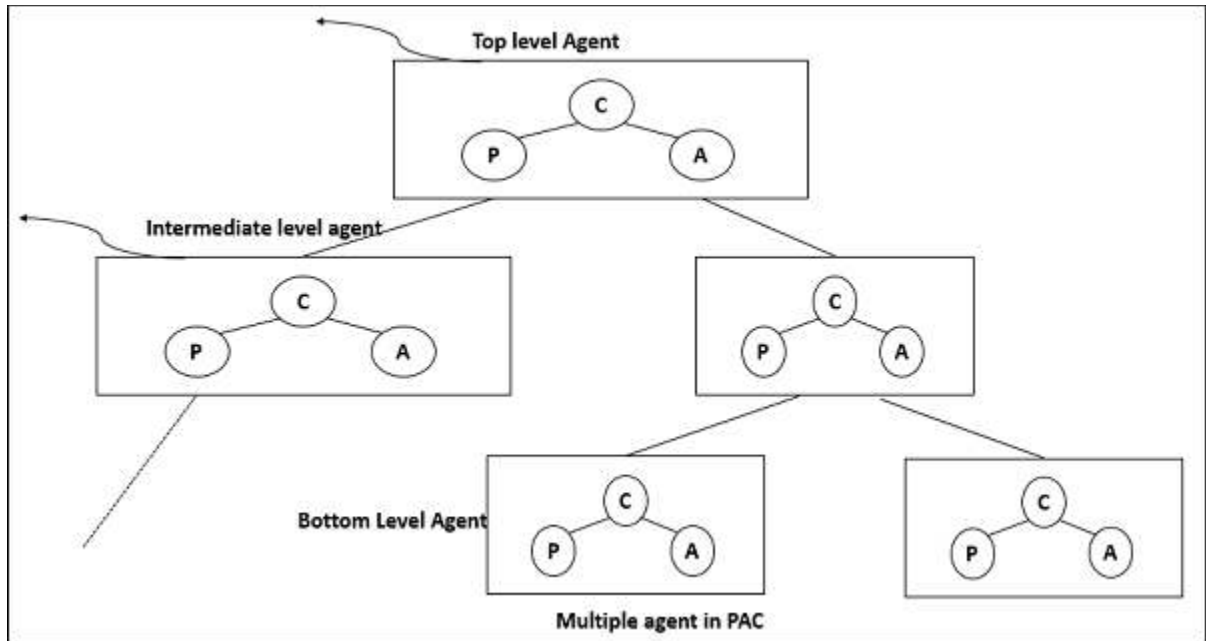 Top level Agent
C
P
A
Intermediate level agent
C
P
A
C
P
A
Bottom Level Agent
C
P
A
C
P
A
Multiple agent in PAC